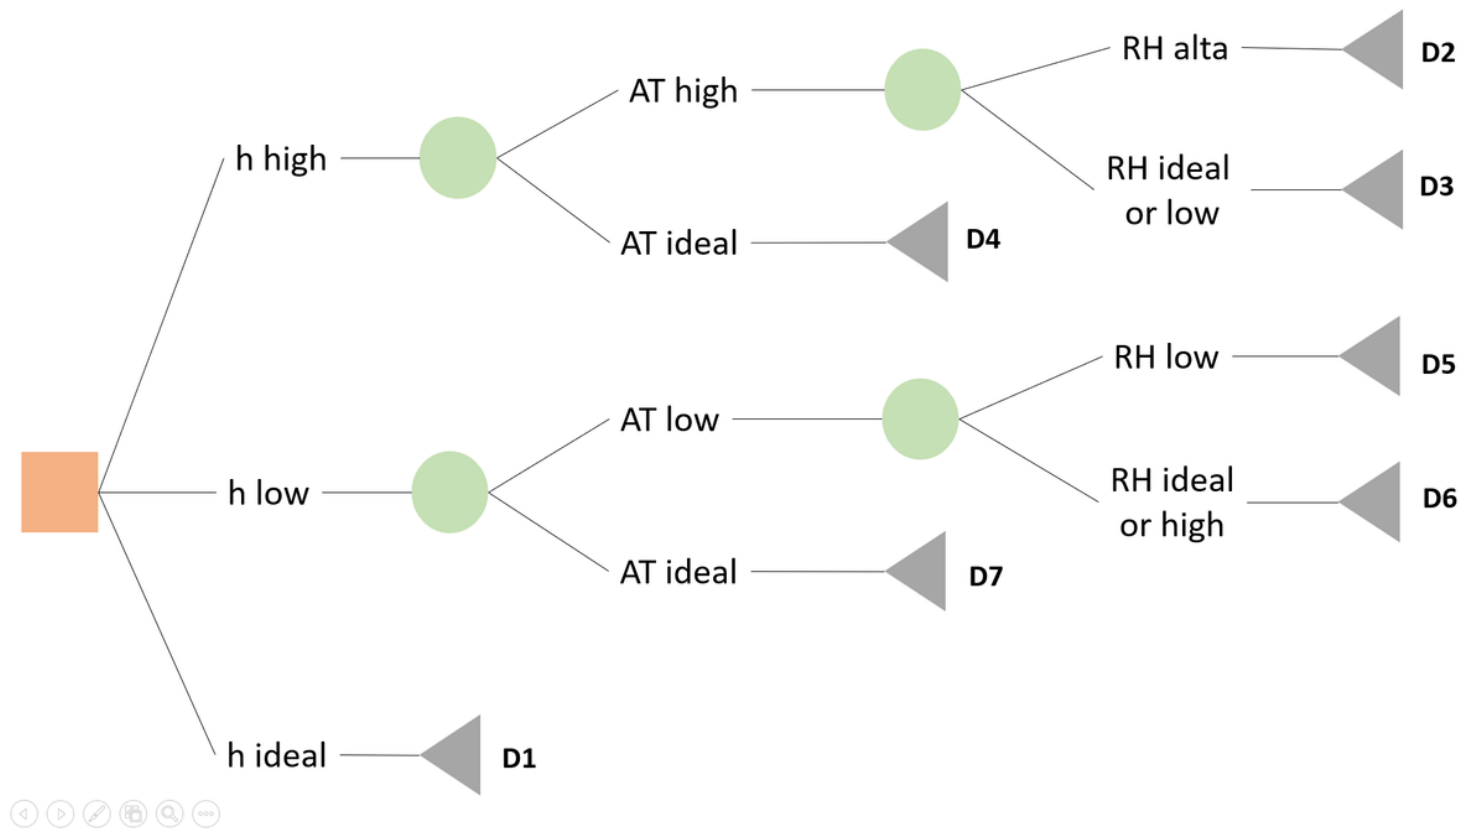 RH alta
D2
AT high
h high
RH ideal
or low
D3
AT ideal
D4
RH low
D5
AT low
h low
RH ideal
or high
D6
AT ideal
D7
h ideal
D1